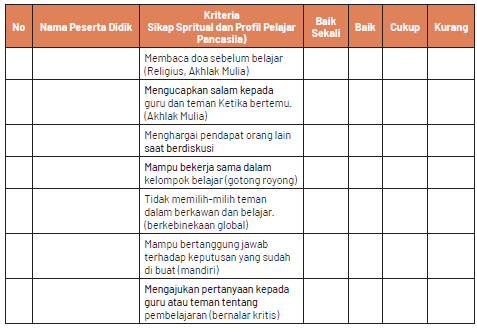 No
Nama Peserta Didik
Kriteria
Sikap Spritual dan Profil Pelajar
Pancasila)
Baik
Sekali
Baik
Cukup
Kurang
Membaca doa sebelum belajar
(Religius, Akhlak Mulia)
Mengucapkan salam kepada
guru dan teman Ketika bertemu.
(Akhlak Mulia)
Menghargai pendapat orang lain
saat berdiskusi
Mampu bekerja sama dalam
kelompok belajar (gotong royong)
Tidak memilih-milih teman
dalam berkawan dan belajar.
(berkebinekaan global)
Mampu bertanggung jawab
terhadap keputusan yang sudah
di buat (mandiri)
Mengajukan pertanyaan kepada
guru atau teman tentang
pembelajaran (bernalar kritis)